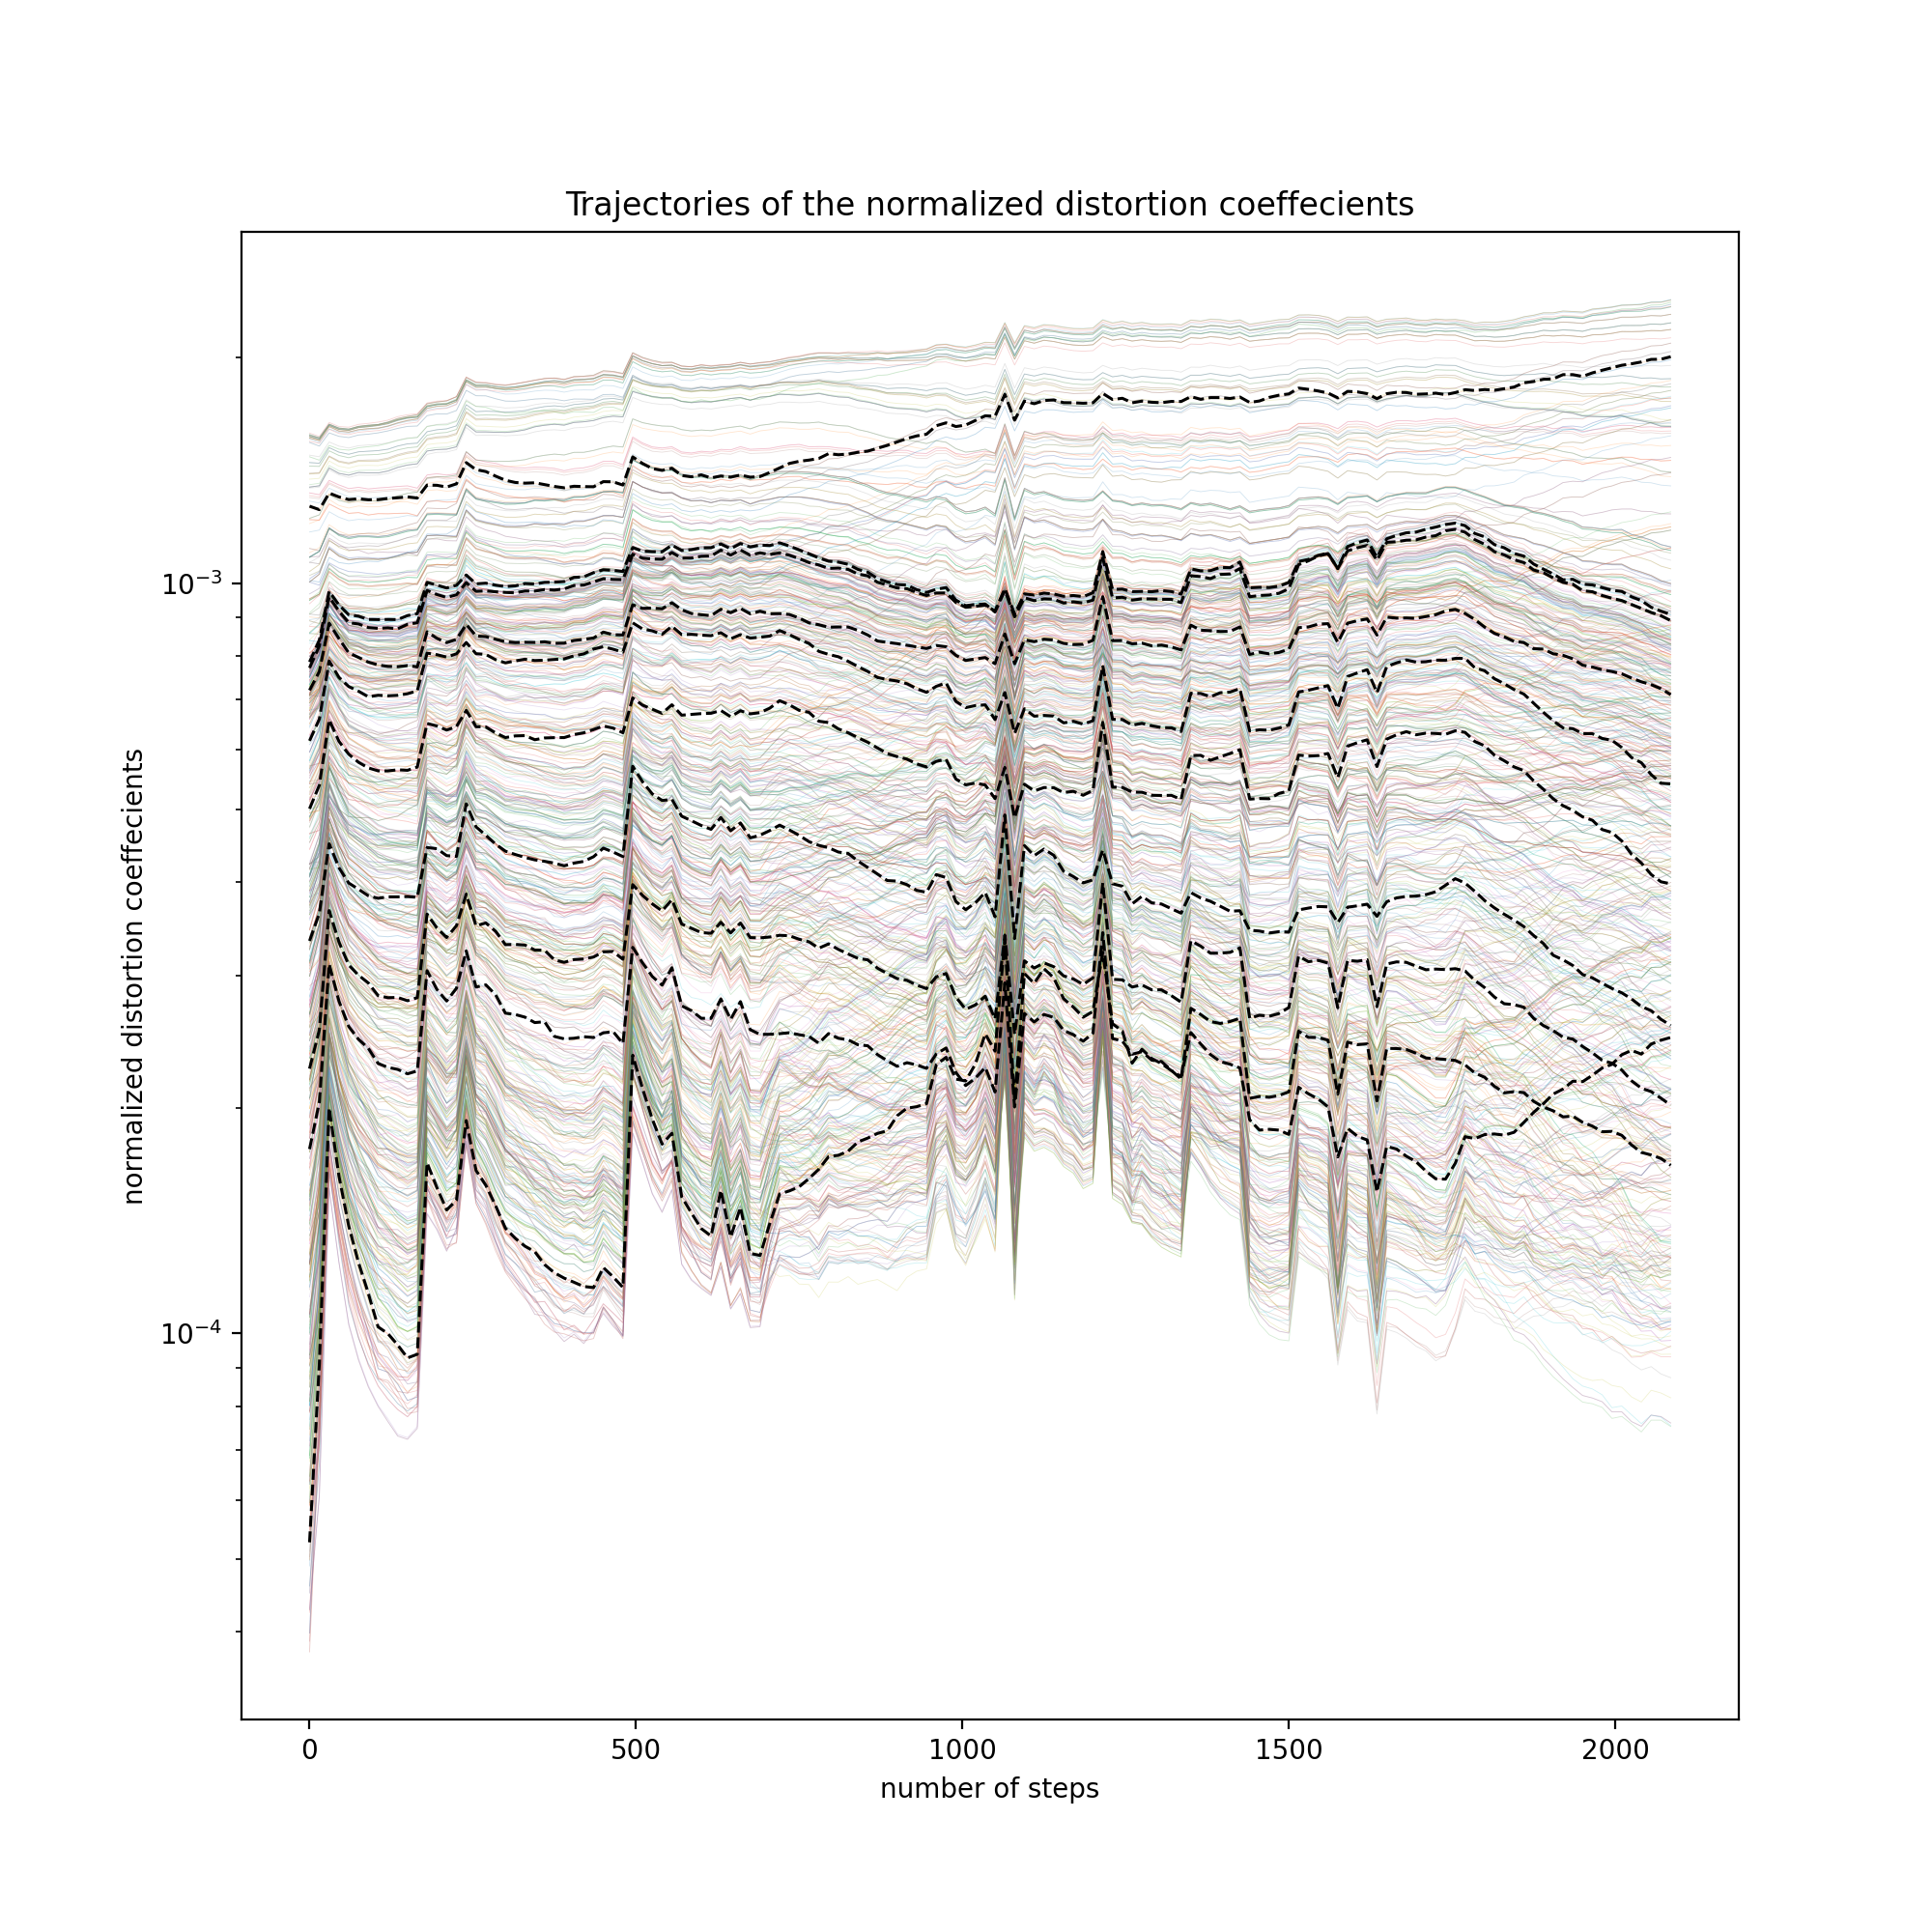 Trajectories of the normalized distortion coeffecients
normalized distortion coeffecients
10⁻³
10⁻⁴
0 500 1000 1500 2000
number of steps